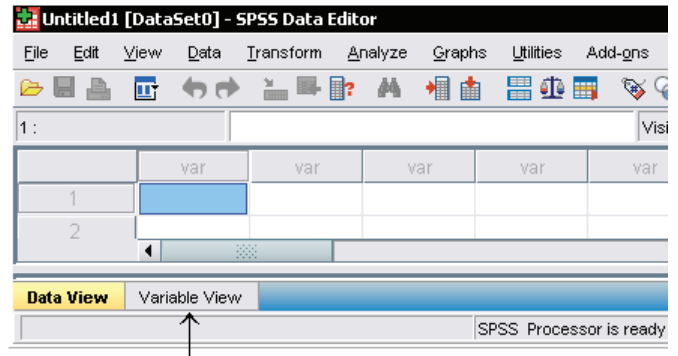 Untitled1 [DataSet0] - SPSS Data Editor
File Edit View Data Transform Analyze Graphs Utilities Add-ons
1 : Visi
var var var var var
1
2
Data View Variable View
SPSS Processor is ready